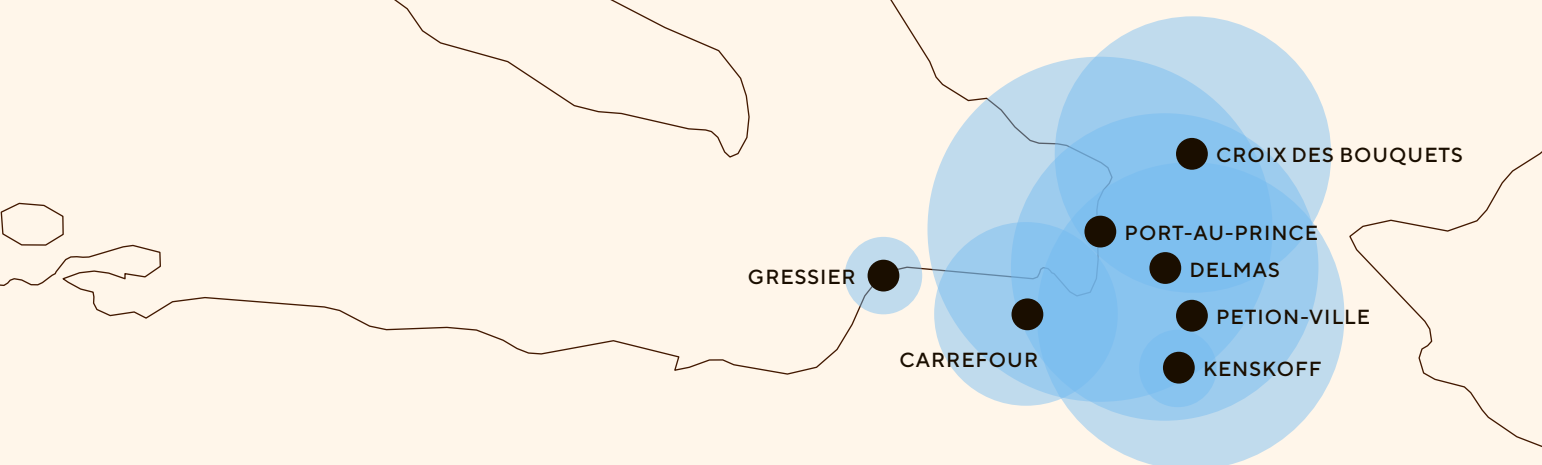 CROIX DES BOUQUETS
PORT-AU-PRINCE
DELMAS
GRESSIER
PETION-VILLE
CARREFOUR
KENSKOFF